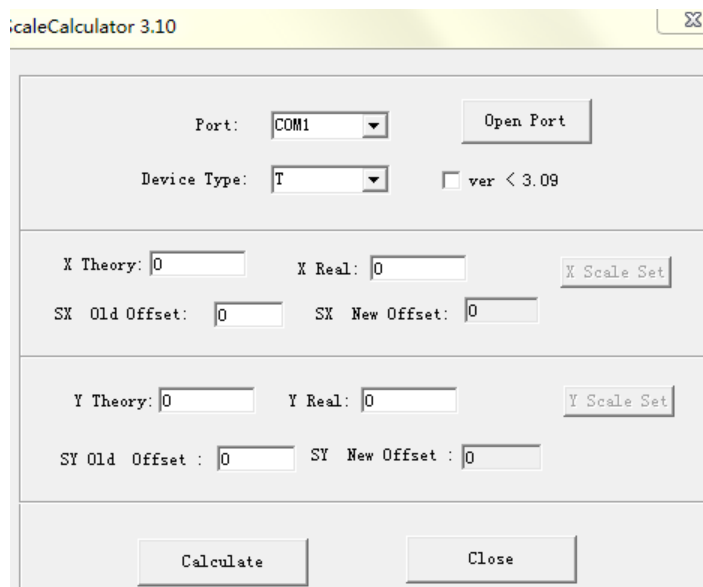 ScaleCalculator 3.10
Port: COM1 Open Port
Device Type: T ver < 3.09
X Theory: 0 X Real: 0 X Scale Set
SX Old Offset: 0 SX New Offset: 0
Y Theory: 0 Y Real: 0 Y Scale Set
SY Old Offset : 0 SY New Offset : 0
Calculate Close